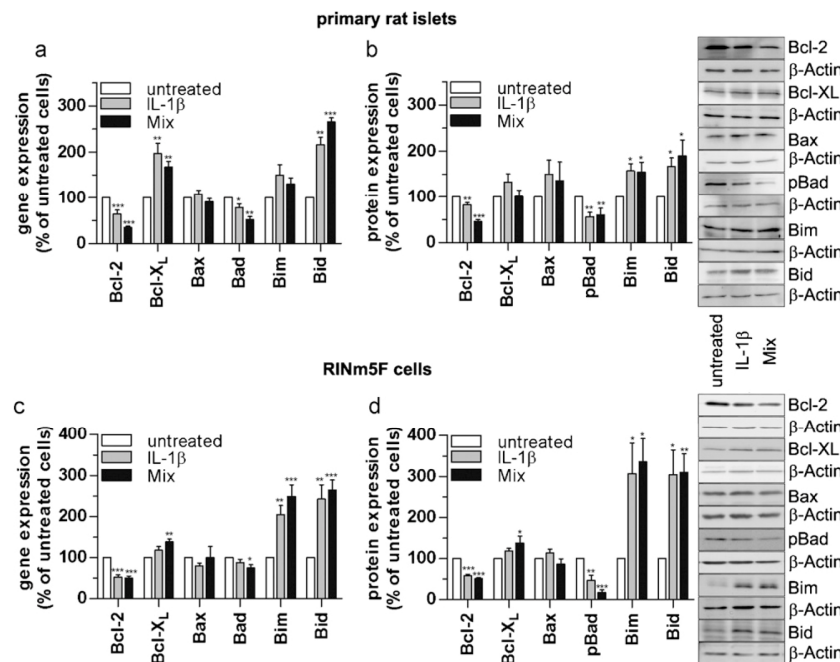 primary rat islets
a
gene expression
(% of untreated cells)
300
200
100
0
untreated
IL-1β
Mix
***
***
**
**
*
**
**
***
Bcl-2
Bcl-XL
Bax
Bad
Bim
Bid
b
protein expression
(% of untreated cells)
300
200
100
0
untreated
IL-1β
Mix
**
***
**
**
*
*
*
*
Bcl-2
Bcl-XL
Bax
pBad
Bim
Bid
Bcl-2
β-Actin
Bcl-XL
β-Actin
Bax
β-Actin
pBad
β-Actin
Bim
β-Actin
Bid
β-Actin
untreated
IL-1β
Mix
RINm5F cells
c
gene expression
(% of untreated cells)
400
300
200
100
0
untreated
IL-1β
Mix
***
***
**
*
**
***
**
***
Bcl-2
Bcl-XL
Bax
Bad
Bim
Bid
d
protein expression
(% of untreated cells)
400
300
200
100
0
untreated
IL-1β
Mix
***
***
*
**
***
*
*
*
**
Bcl-2
Bcl-XL
Bax
pBad
Bim
Bid
Bcl-2
β-Actin
Bcl-XL
β-Actin
Bax
β-Actin
pBad
β-Actin
Bim
β-Actin
Bid
β-Actin